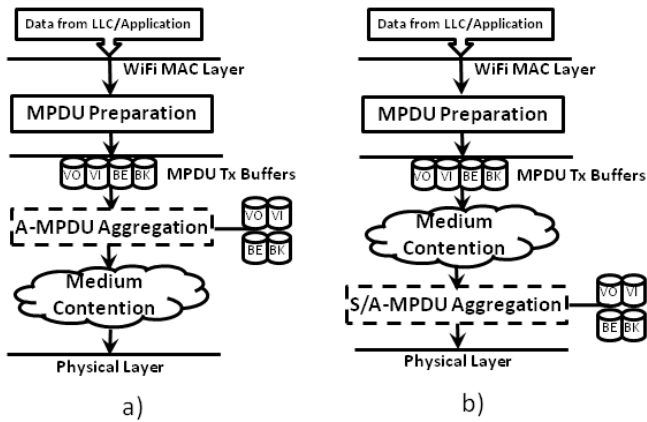 Data from LLC/Application
WiFi MAC Layer
MPDU Preparation
VO VI BE BK
MPDU Tx Buffers
A-MPDU Aggregation
VO VI
BE BK
Medium
Contention
Physical Layer
a)
Data from LLC/Application
WiFi MAC Layer
MPDU Preparation
VO VI BE BK
MPDU Tx Buffers
Medium
Contention
S/A-MPDU Aggregation
VO VI
BE BK
Physical Layer
b)